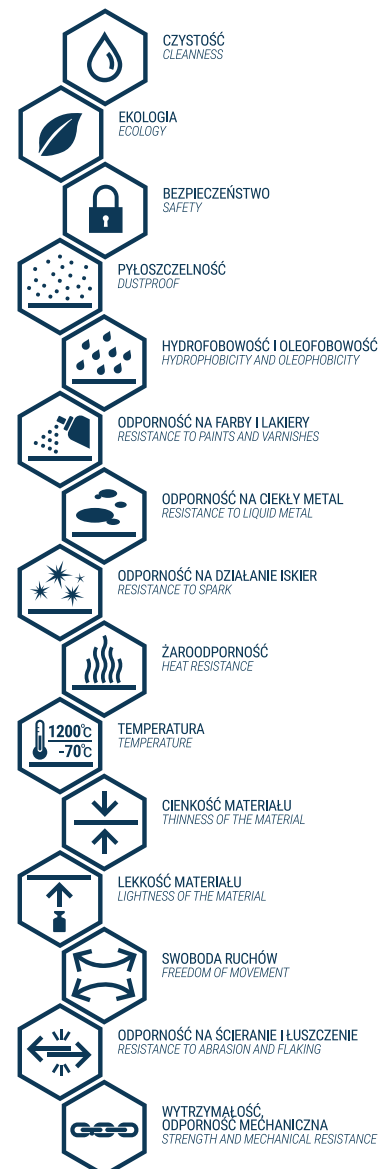 CZYSTOŚĆ
CLEANNESS
EKOLOGIA
ECOLOGY
BEZPIECZEŃSTWO
SAFETY
PYŁOSZCZELNOŚĆ
DUSTPROOF
HYDROFOBOWOŚĆ I OLEOFOBOWOŚĆ
HYDROPHOBICITY AND OLEOPHOBICITY
ODPORNOŚĆ NA FARBY I LAKIERY
RESISTANCE TO PAINTS AND VARNISHES
ODPORNOŚĆ NA CIEKŁY METAL
RESISTANCE TO LIQUID METAL
ODPORNOŚĆ NA DZIAŁANIE ISKIER
RESISTANCE TO SPARK
ŻAROODPORNOŚĆ
HEAT RESISTANCE
1200°C
-70°C
TEMPERATURA
TEMPERATURE
CIENKOŚĆ MATERIAŁU
THINNESS OF THE MATERIAL
LEKKOŚĆ MATERIAŁU
LIGHTNESS OF THE MATERIAL
SWOBODA RUCHÓW
FREEDOM OF MOVEMENT
ODPORNOŚĆ NA ŚCIERANIE I ŁUSZCZENIE
RESISTANCE TO ABRASION AND FLAKING
WYTRZYMAŁOŚĆ,
ODPORNOŚĆ MECHANICZNA
STRENGTH AND MECHANICAL RESISTANCE